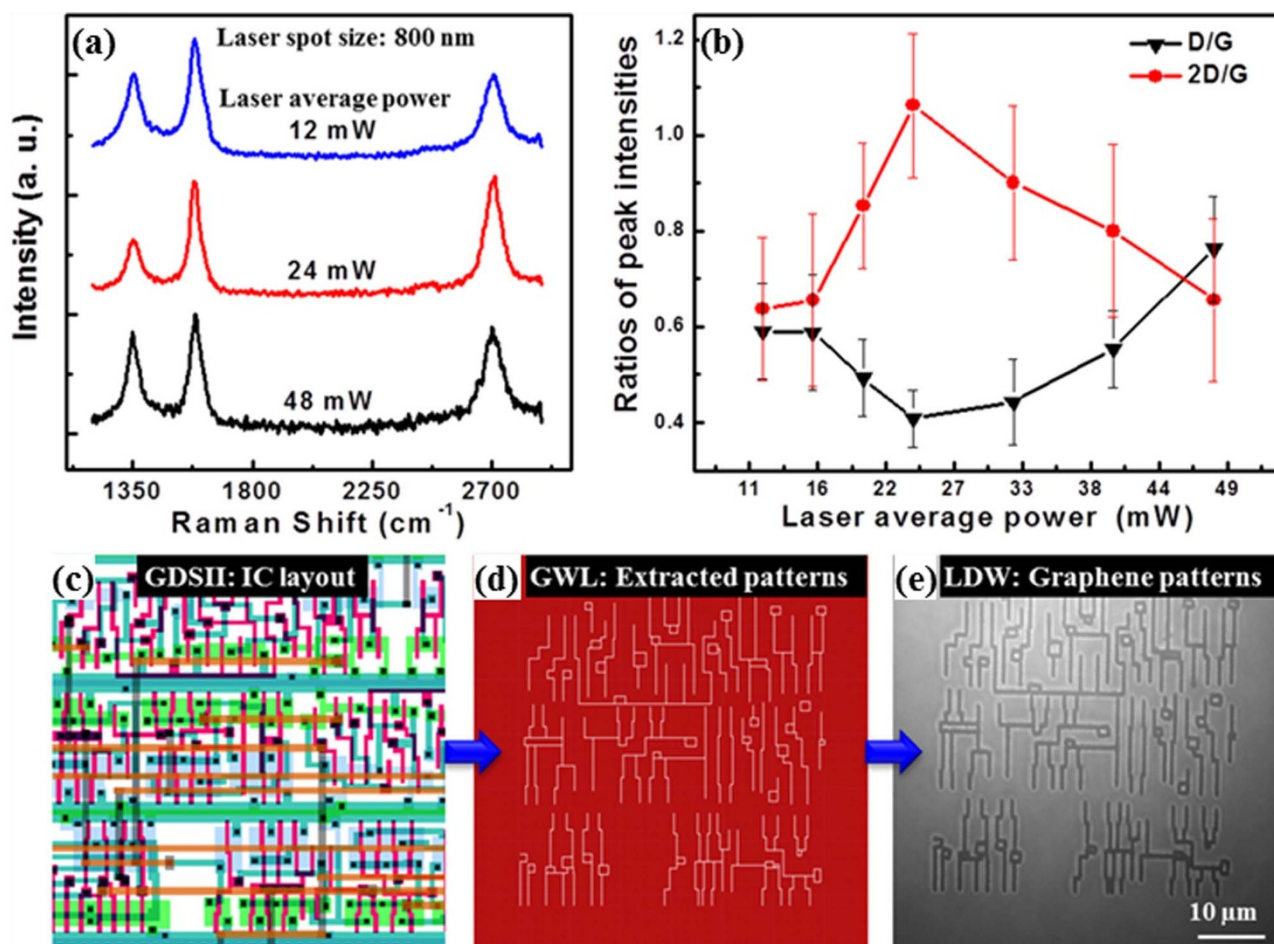 (a)
Laser spot size: 800 nm
Laser average power
12 mW
24 mW
48 mW
Intensity (a. u.)
1350 1800 2250 2700
Raman Shift (cm⁻¹)
(b)
D/G
2D/G
Ratios of peak intensities
1.2
1.0
0.8
0.6
0.4
11 16 22 27 33 38 44 49
Laser average power (mW)
(c) GDSII: IC layout
(d) GWL: Extracted patterns
(e) LDW: Graphene patterns
10 µm